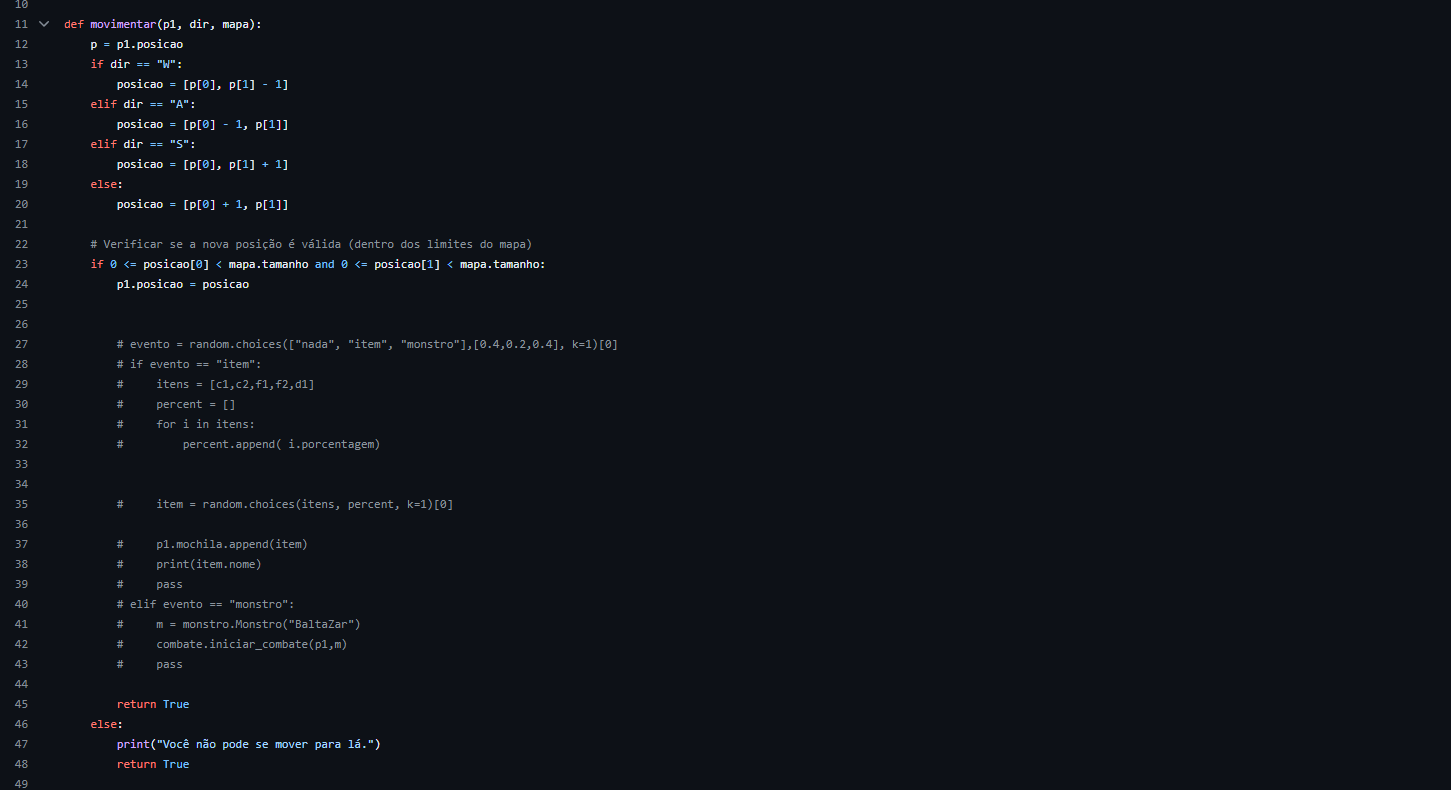 10
11 def movimentar(p1, dir, mapa):
12     p = p1.posicao
13     if dir == "W":
14         posicao = [p[0], p[1] - 1]
15     elif dir == "A":
16         posicao = [p[0] - 1, p[1]]
17     elif dir == "S":
18         posicao = [p[0], p[1] + 1]
19     else:
20         posicao = [p[0] + 1, p[1]]
21
22     # Verificar se a nova posição é válida (dentro dos limites do mapa)
23     if 0 <= posicao[0] < mapa.tamanho and 0 <= posicao[1] < mapa.tamanho:
24         p1.posicao = posicao
25
26
27         # evento = random.choices(["nada", "item", "monstro"],[0.4,0.2,0.4], k=1)[0]
28         # if evento == "item":
29         #     itens = [c1,c2,f1,f2,d1]
30         #     percent = []
31         #     for i in itens:
32         #         percent.append( i.porcentagem)
33
34
35         #     item = random.choices(itens, percent, k=1)[0]
36
37         #     p1.mochila.append(item)
38         #     print(item.nome)
39         #     pass
40         # elif evento == "monstro":
41         #     m = monstro.Monstro("BaltaZar")
42         #     combate.iniciar_combate(p1,m)
43         #     pass
44
45         return True
46     else:
47         print("Você não pode se mover para lá.")
48         return True
49